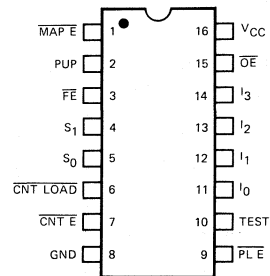 MAP E 1 16 VCC
PUP 2 15 OE
FE 3 14 I3
S1 4 13 I2
S0 5 12 I1
CNT LOAD 6 11 I0
CNT E 7 10 TEST
GND 8 9 PL E